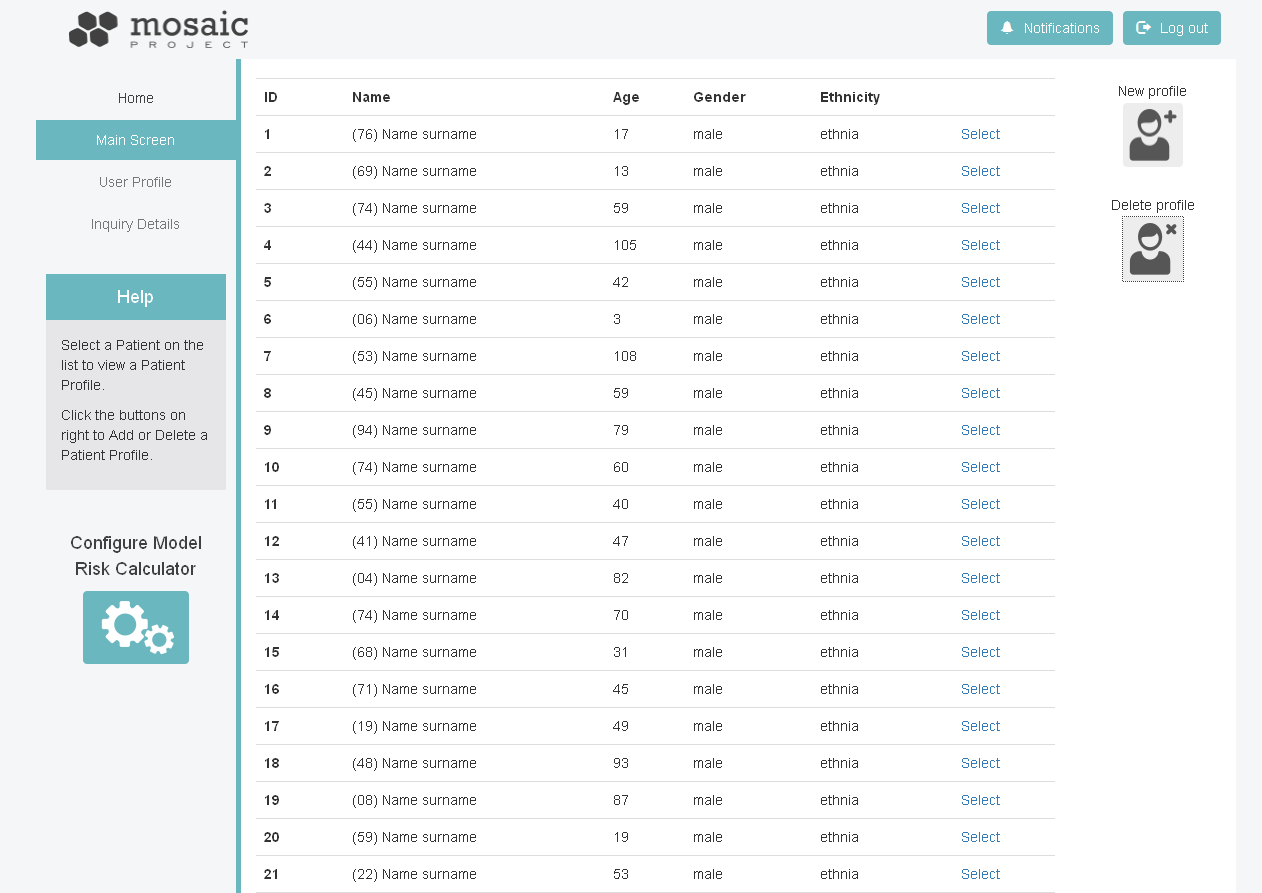 mosaic
PROJECT
Notifications
Log out
Home
Main Screen
User Profile
Inquiry Details
Help
Select a Patient on the
list to view a Patient
Profile.
Click the buttons on
right to Add or Delete a
Patient Profile.
Configure Model
Risk Calculator
ID Name Age Gender Ethnicity
1 (76) Name surname 17 male ethnia Select
2 (69) Name surname 13 male ethnia Select
3 (74) Name surname 59 male ethnia Select
4 (44) Name surname 105 male ethnia Select
5 (55) Name surname 42 male ethnia Select
6 (06) Name surname 3 male ethnia Select
7 (53) Name surname 108 male ethnia Select
8 (45) Name surname 59 male ethnia Select
9 (94) Name surname 79 male ethnia Select
10 (74) Name surname 60 male ethnia Select
11 (55) Name surname 40 male ethnia Select
12 (41) Name surname 47 male ethnia Select
13 (04) Name surname 82 male ethnia Select
14 (74) Name surname 70 male ethnia Select
15 (68) Name surname 31 male ethnia Select
16 (71) Name surname 45 male ethnia Select
17 (19) Name surname 49 male ethnia Select
18 (48) Name surname 93 male ethnia Select
19 (08) Name surname 87 male ethnia Select
20 (59) Name surname 19 male ethnia Select
21 (22) Name surname 53 male ethnia Select
New profile
Delete profile